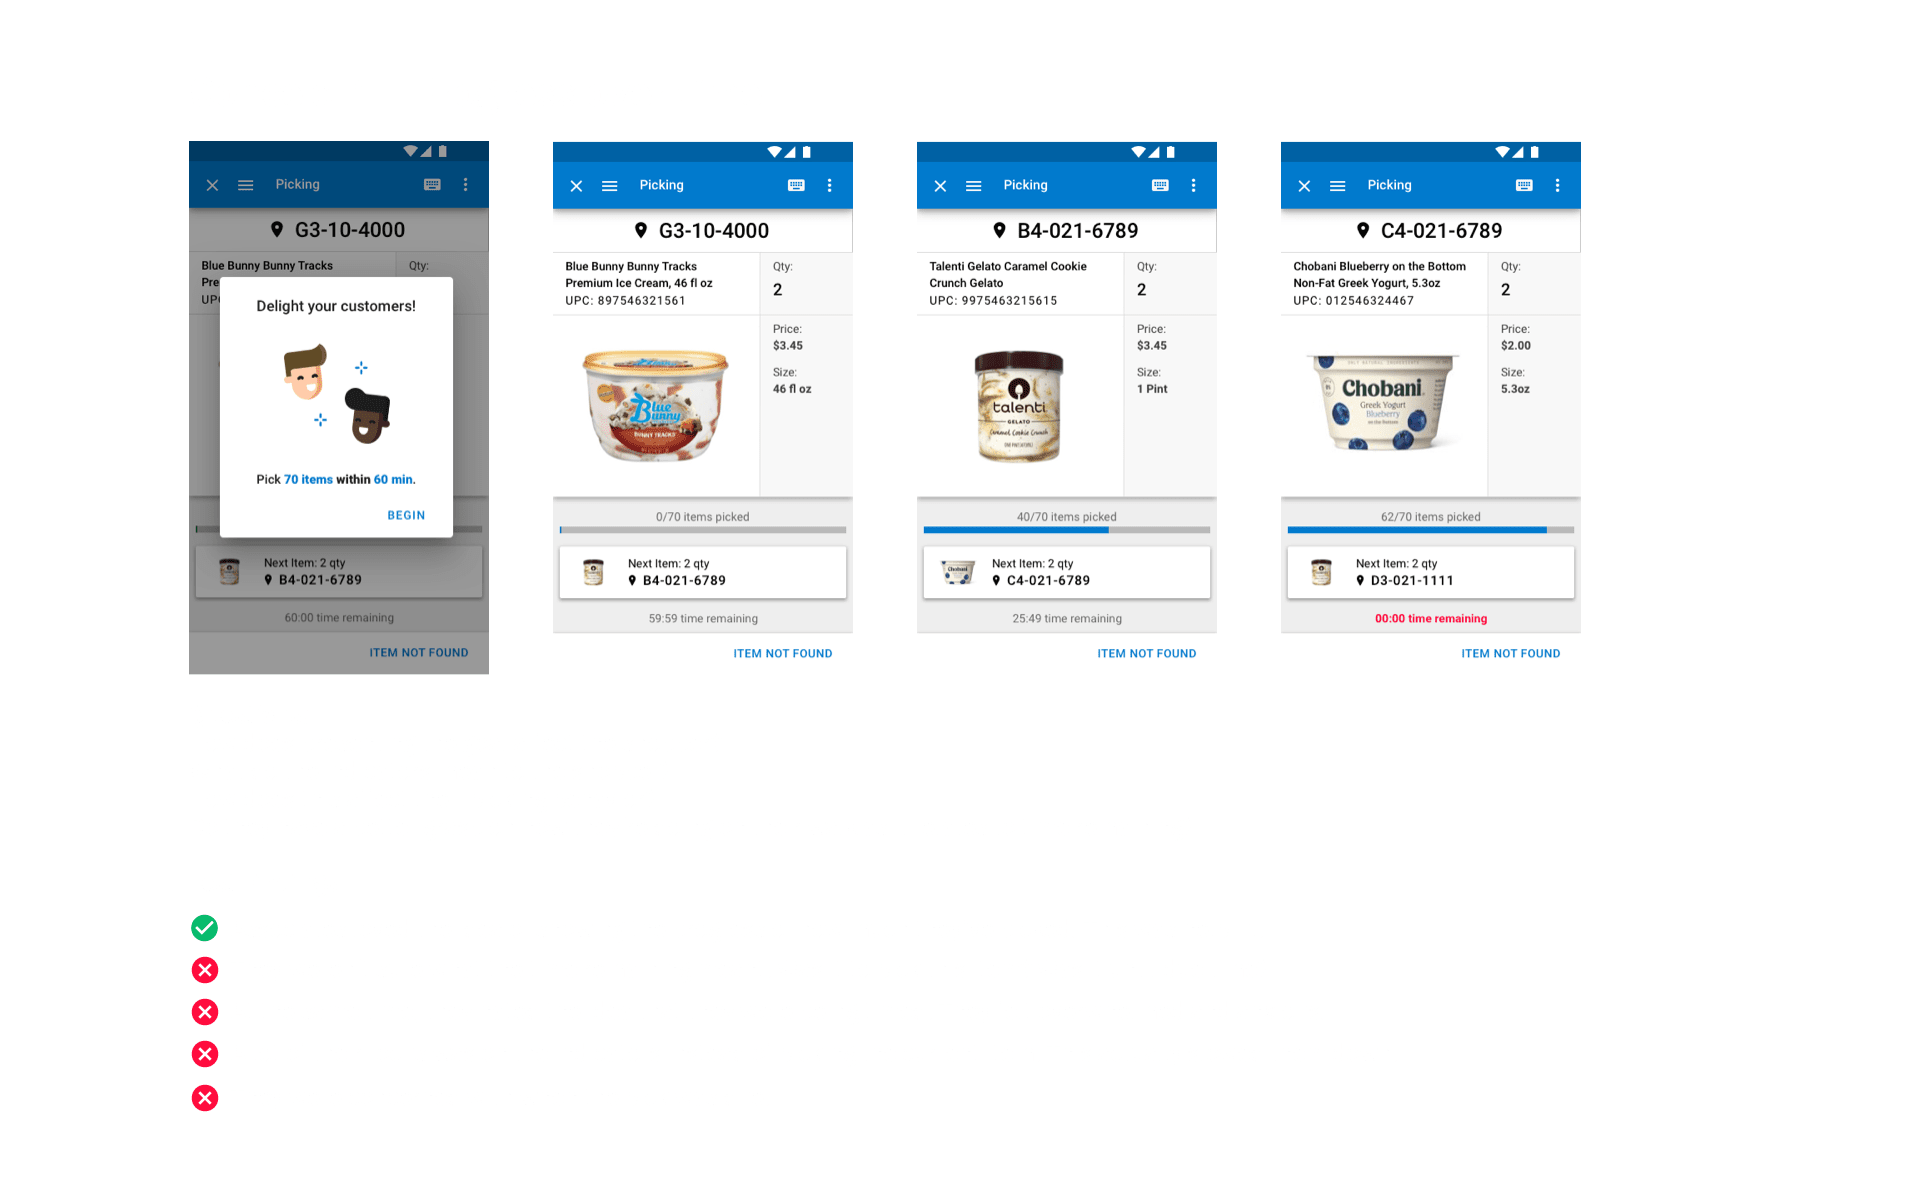 Picking
G3-10-4000
Blue Bunny Bunny Tracks
Qty:
Pre
UP
Delight your customers!
Pick 70 items within 60 min.
BEGIN
Next Item: 2 qty
B4-021-6789
60:00 time remaining
ITEM NOT FOUND
Picking
G3-10-4000
Blue Bunny Bunny Tracks
Premium Ice Cream, 46 fl oz
UPC: 897546321561
Qty:
2
Price:
$3.45
Size:
46 fl oz
Blue
Bunny
BUNNY TRACKS
0/70 items picked
Next Item: 2 qty
B4-021-6789
59:59 time remaining
ITEM NOT FOUND
Picking
B4-021-6789
Talenti Gelato Caramel Cookie
Crunch Gelato
UPC: 9975463215615
Qty:
2
Price:
$3.45
Size:
1 Pint
talenti
GELATO
Caramel Cookie Crunch
40/70 items picked
Chobani
Next Item: 2 qty
C4-021-6789
25:49 time remaining
ITEM NOT FOUND
Picking
C4-021-6789
Chobani Blueberry on the Bottom
Non-Fat Greek Yogurt, 5.3oz
UPC: 012546324467
Qty:
2
Price:
$2.00
Size:
5.3oz
ONLY NATURAL INGREDIENTS
Chobani
Greek Yogurt
Blueberry
on the bottom
62/70 items picked
Next Item: 2 qty
D3-021-1111
00:00 time remaining
ITEM NOT FOUND